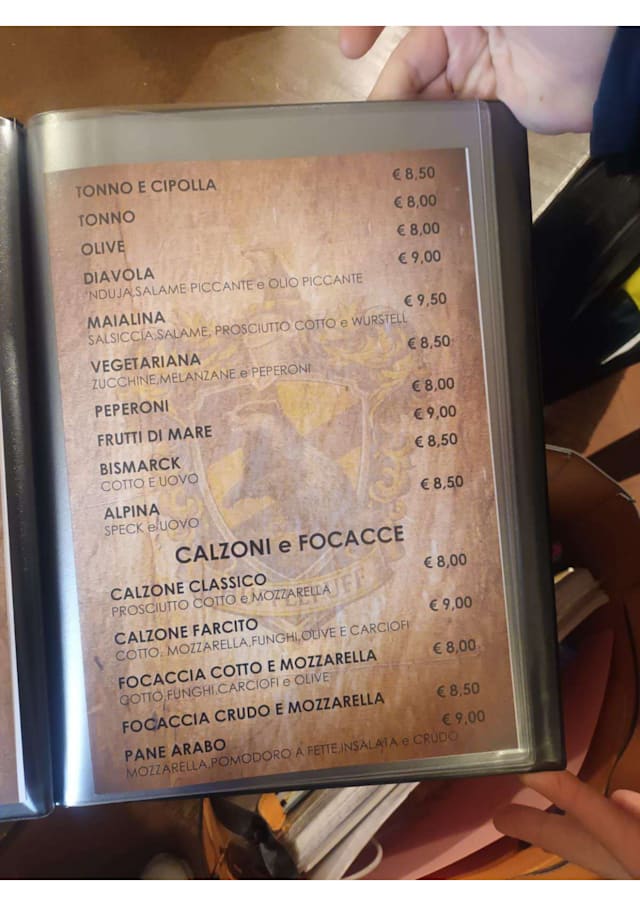 TONNO E CIPOLLA € 8,50
TONNO € 8,00
OLIVE € 8,00
DIAVOLA € 9,00
'NDUJA,SALAME PICCANTE e OLIO PICCANTE
MAIALINA € 9,50
SALSICCIA,SALAME, PROSCIUTTO COTTO e WURSTELL
VEGETARIANA € 8,50
ZUCCHINE,MELANZANE e PEPERONI
PEPERONI € 8,00
FRUTTI DI MARE € 9,00
BISMARCK € 8,50
COTTO E UOVO
ALPINA € 8,50
SPECK e UOVO
CALZONI e FOCACCE
CALZONE CLASSICO € 8,00
PROSCIUTTO COTTO e MOZZARELLA
CALZONE FARCITO € 9,00
COTTO, MOZZARELLA,FUNGHI,OLIVE E CARCIOFI
FOCACCIA COTTO E MOZZARELLA € 8,00
COTTO,FUNGHI,CARCIOFI e OLIVE
FOCACCIA CRUDO E MOZZARELLA € 8,50
PANE ARABO € 9,00
MOZZARELLA,POMODORO A FETTE,INSALATA e CRUDO